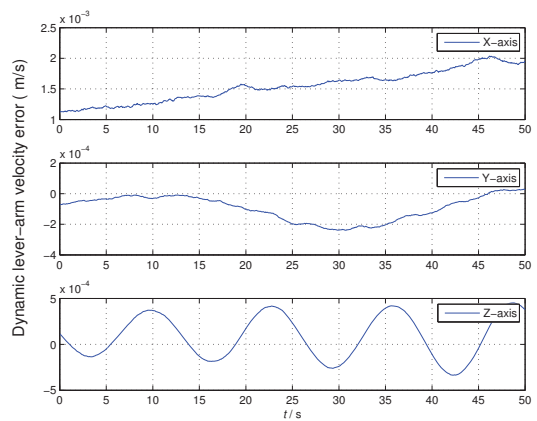 x 10−3
2.5
2
1.5
1
X−axis
0 5 10 15 20 25 30 35 40 45 50
x 10−4
2
0
−2
−4
Y−axis
0 5 10 15 20 25 30 35 40 45 50
x 10−4
5
0
−5
Z−axis
0 5 10 15 20 25 30 35 40 45 50
t / s
Dynamic lever−arm velocity error ( m/s)